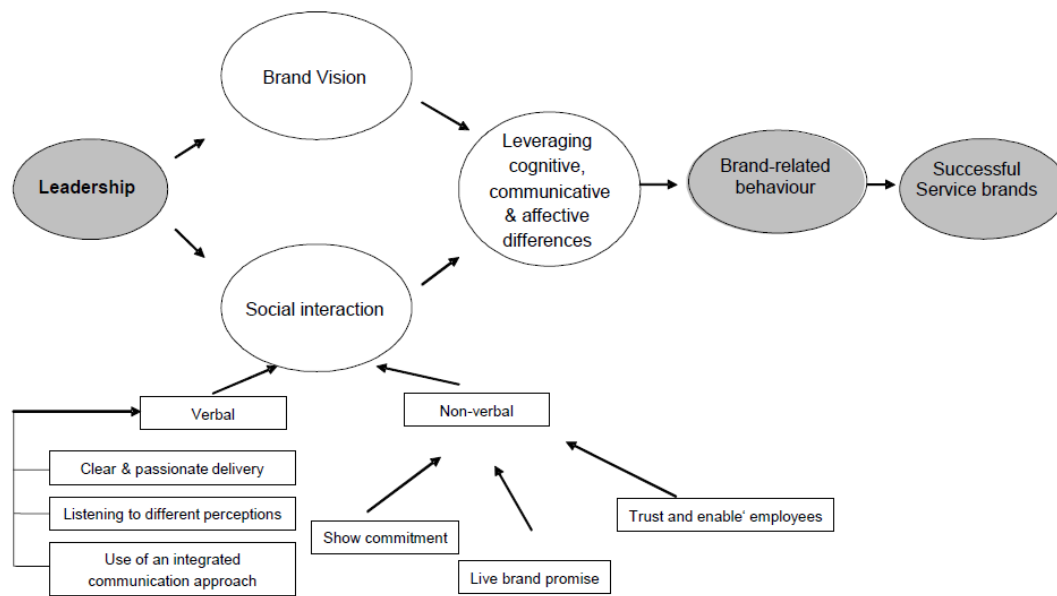 Brand Vision
Leadership
Leveraging
cognitive,
communicative
& affective
differences
Brand-related
behaviour
Successful
Service brands
Social interaction
Verbal
Non-verbal
Clear & passionate delivery
Listening to different perceptions
Use of an integrated
communication approach
Show commitment
Live brand promise
Trust and enable‘ employees